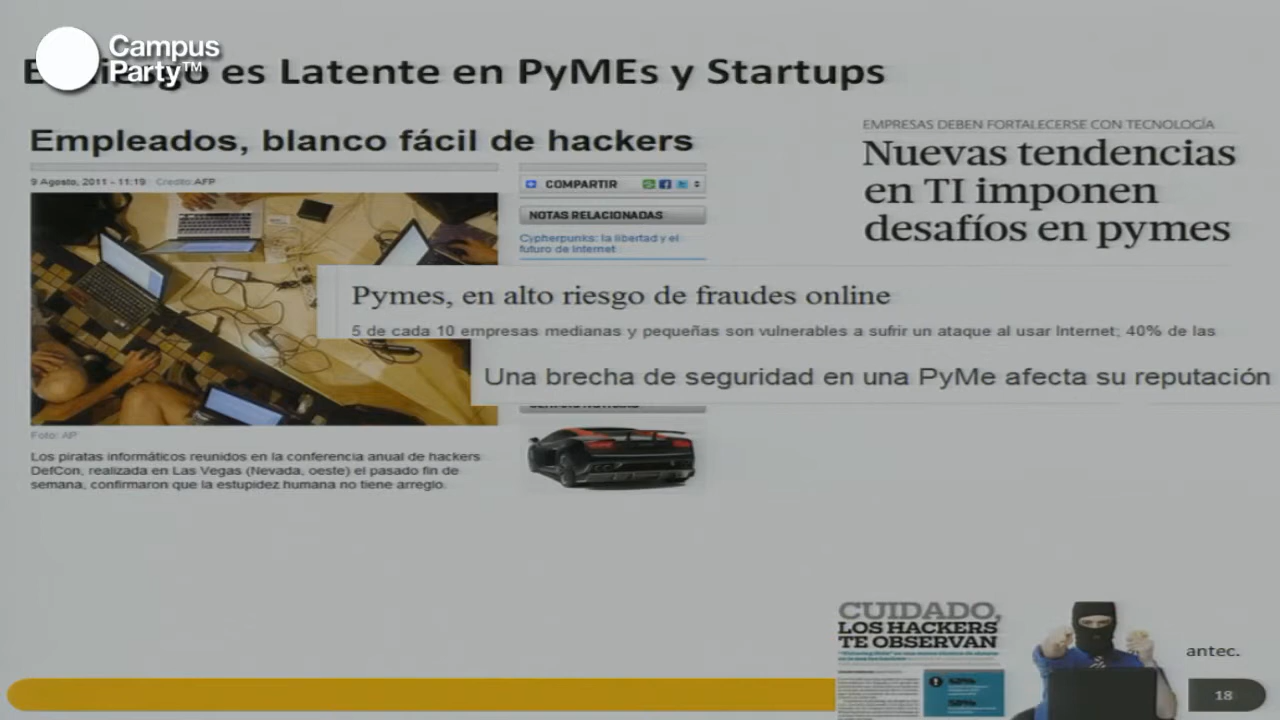 Campus
Party™
es Latente en PyMEs y Startups
Empleados, blanco fácil de hackers
9 Agosto, 2011 - 11:19 Credito:AFP
COMPARTIR
NOTAS RELACIONADAS
Cypherpunks: la libertad y el
futuro de Internet
EMPRESAS DEBEN FORTALECERSE CON TECNOLOGÍA
Nuevas tendencias
en TI imponen
desafíos en pymes
Pymes, en alto riesgo de fraudes online
5 de cada 10 empresas medianas y pequeñas son vulnerables a sufrir un ataque al usar Internet; 40% de las
Una brecha de seguridad en una PyMe afecta su reputación
Foto: AP
Los piratas informáticos reunidos en la conferencia anual de hackers
DefCon, realizada en Las Vegas (Nevada, oeste) el pasado fin de
semana, confirmaron que la estupidez humana no tiene arreglo.
CUIDADO,
LOS HACKERS
TE OBSERVAN
antec.
18